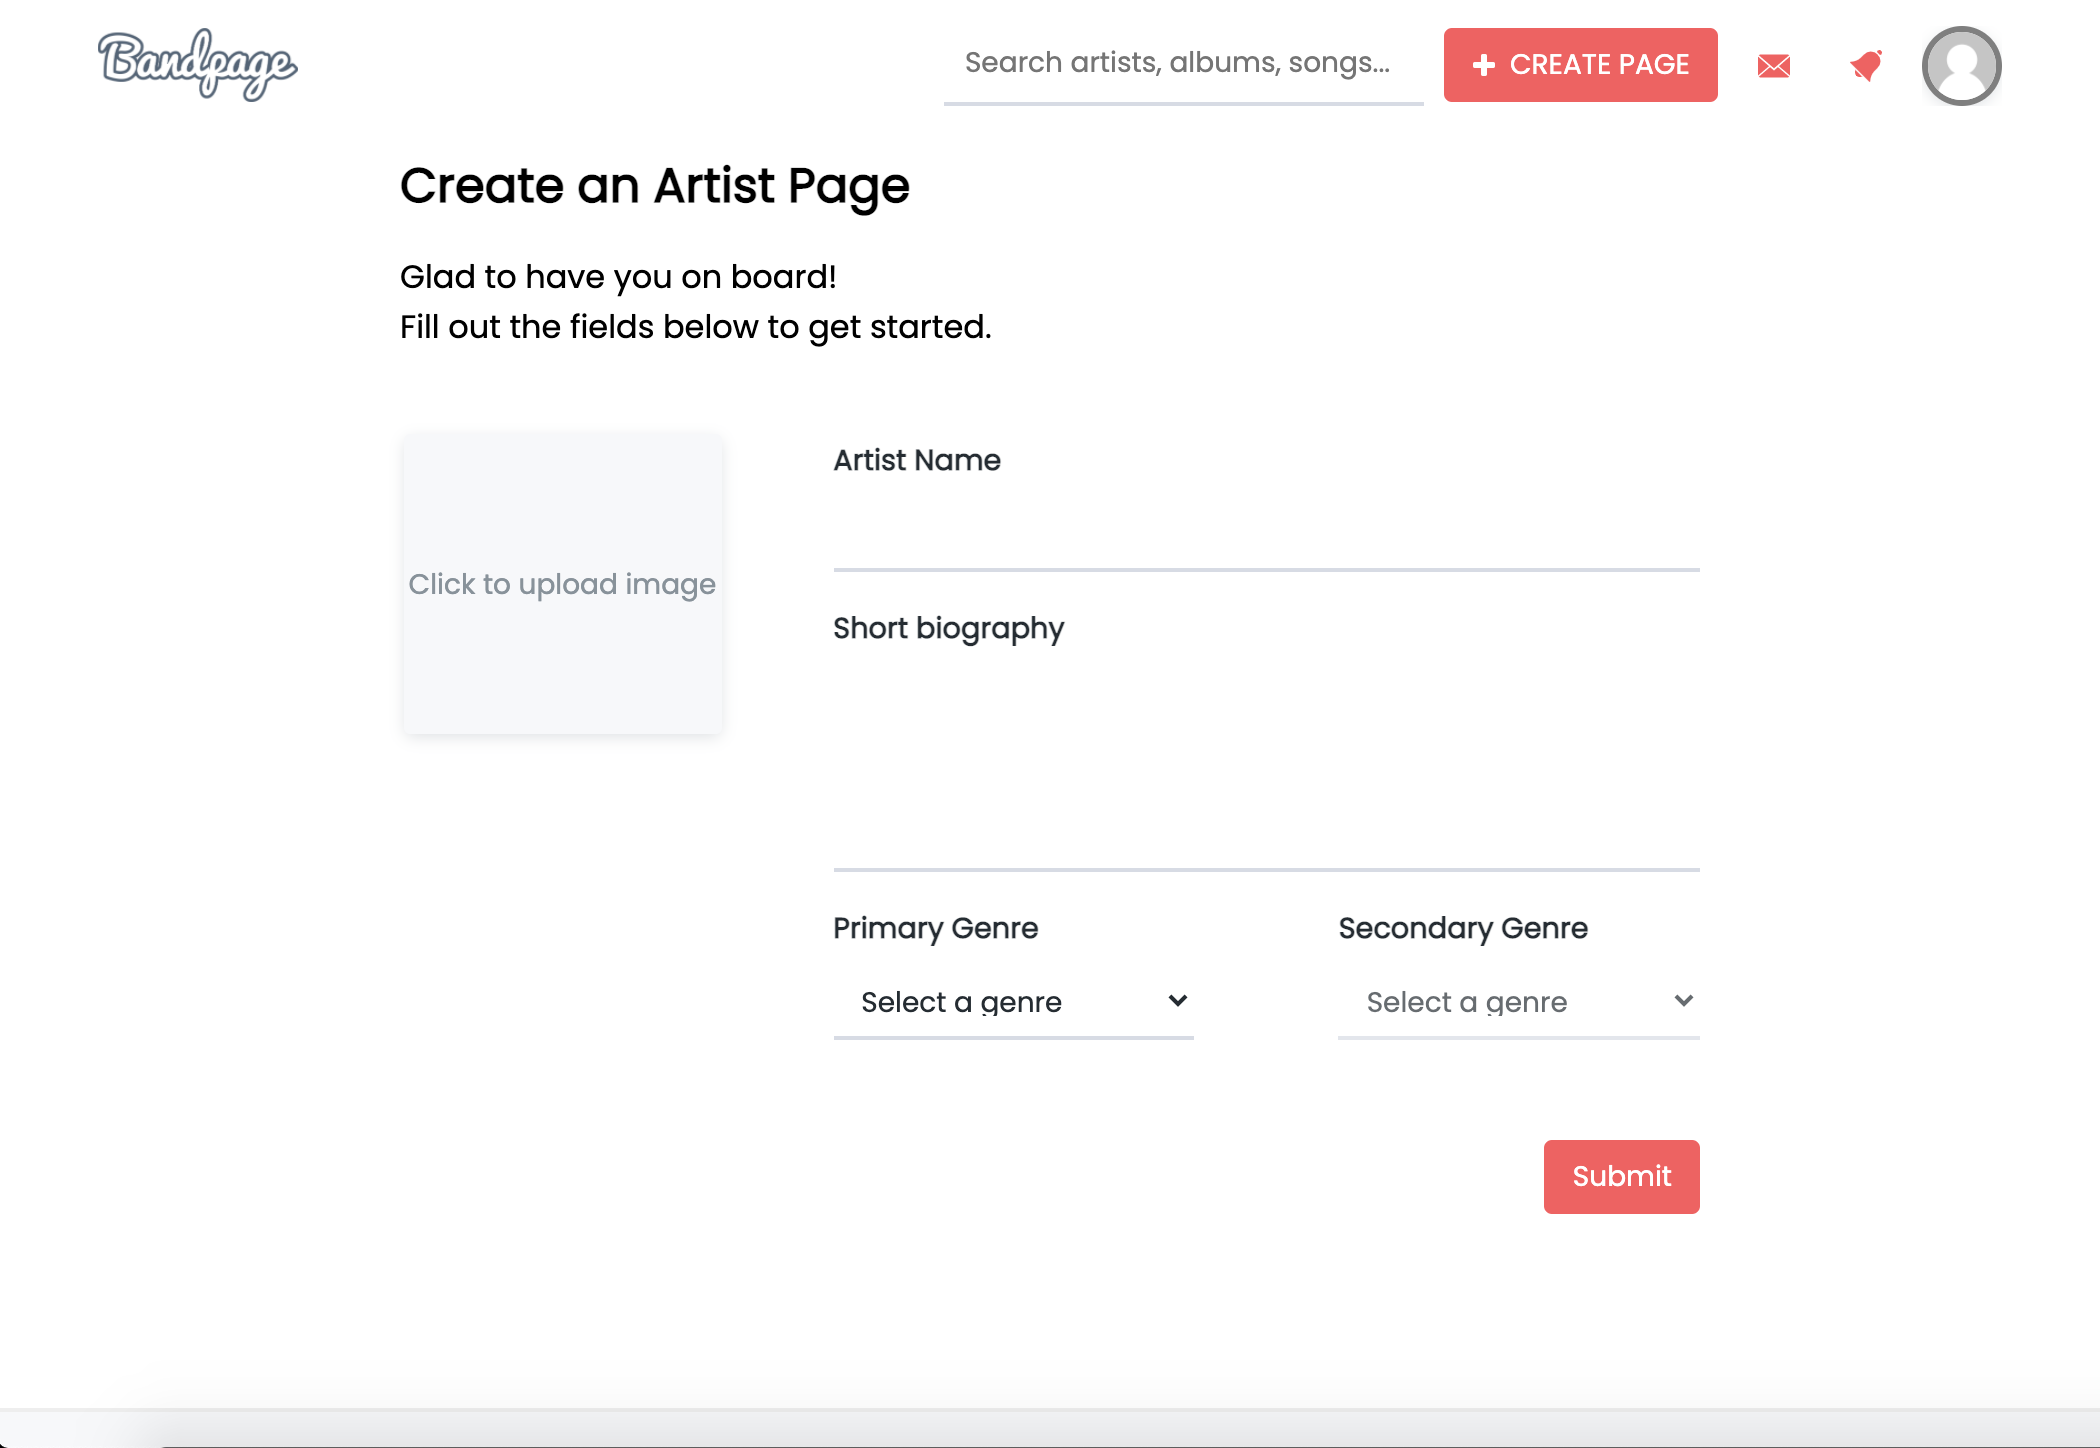 Bandpage
Search artists, albums, songs...
CREATE PAGE
Create an Artist Page
Glad to have you on board!
Fill out the fields below to get started.
Click to upload image
Artist Name
Short biography
Primary Genre
Select a genre
Secondary Genre
Select a genre
Submit